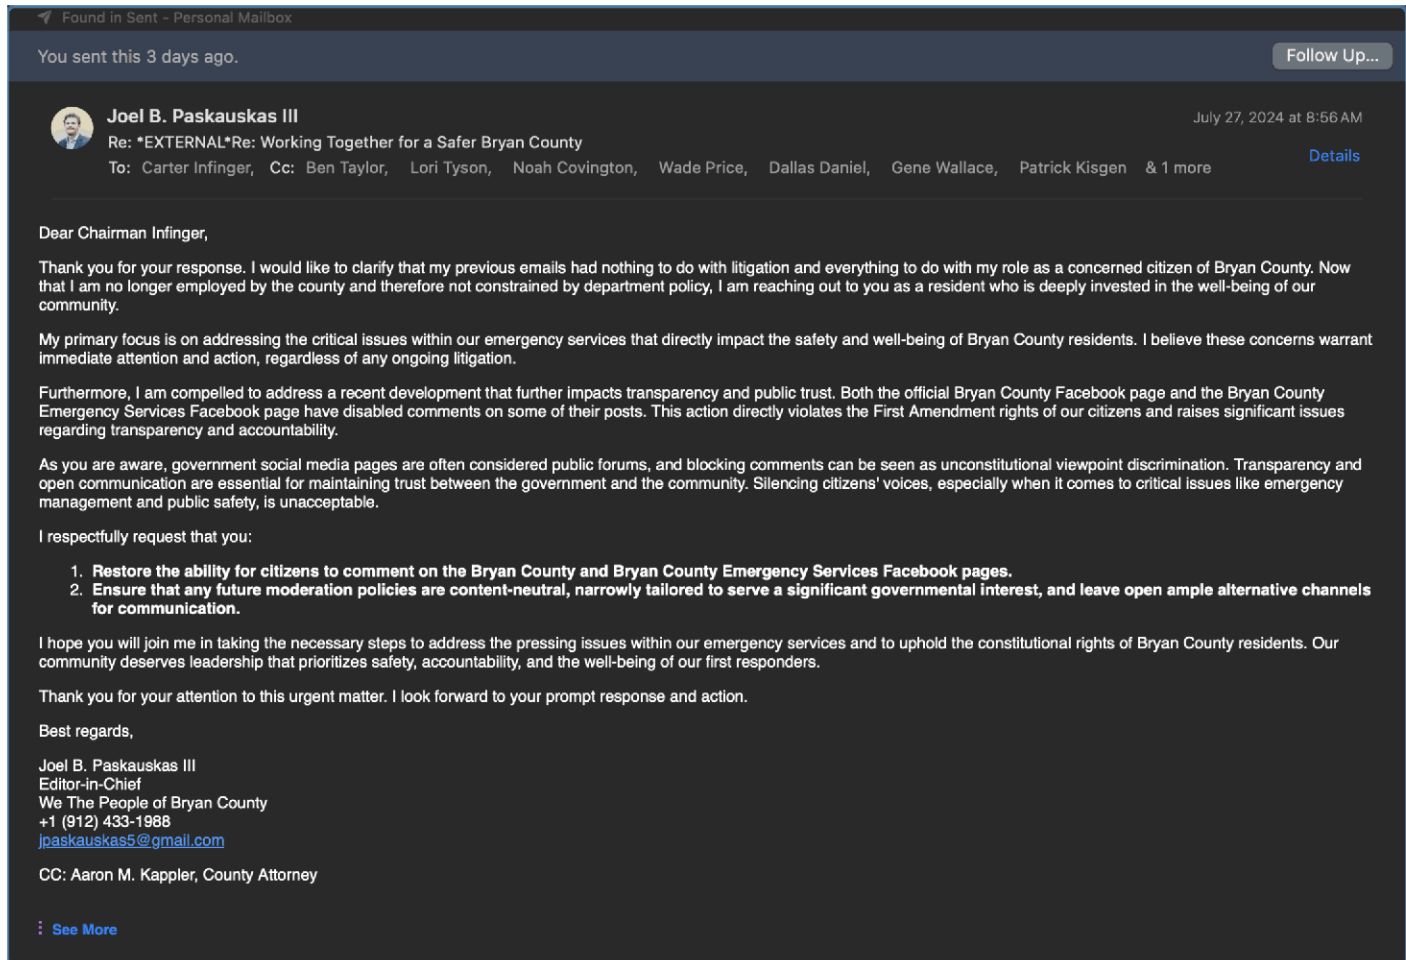 Found in Sent - Personal Mailbox
You sent this 3 days ago.
Follow Up...
Joel B. Paskauskas III
July 27, 2024 at 8:56 AM
Re: *EXTERNAL*Re: Working Together for a Safer Bryan County
To: Carter Infinger, Cc: Ben Taylor, Lori Tyson, Noah Covington, Wade Price, Dallas Daniel, Gene Wallace, Patrick Kisgen & 1 more
Details
Dear Chairman Infinger,
Thank you for your response. I would like to clarify that my previous emails had nothing to do with litigation and everything to do with my role as a concerned citizen of Bryan County. Now
that I am no longer employed by the county and therefore not constrained by department policy, I am reaching out to you as a resident who is deeply invested in the well-being of our
community.
My primary focus is on addressing the critical issues within our emergency services that directly impact the safety and well-being of Bryan County residents. I believe these concerns warrant
immediate attention and action, regardless of any ongoing litigation.
Furthermore, I am compelled to address a recent development that further impacts transparency and public trust. Both the official Bryan County Facebook page and the Bryan County
Emergency Services Facebook page have disabled comments on some of their posts. This action directly violates the First Amendment rights of our citizens and raises significant issues
regarding transparency and accountability.
As you are aware, government social media pages are often considered public forums, and blocking comments can be seen as unconstitutional viewpoint discrimination. Transparency and
open communication are essential for maintaining trust between the government and the community. Silencing citizens' voices, especially when it comes to critical issues like emergency
management and public safety, is unacceptable.
I respectfully request that you:
1. Restore the ability for citizens to comment on the Bryan County and Bryan County Emergency Services Facebook pages.
2. Ensure that any future moderation policies are content-neutral, narrowly tailored to serve a significant governmental interest, and leave open ample alternative channels
for communication.
I hope you will join me in taking the necessary steps to address the pressing issues within our emergency services and to uphold the constitutional rights of Bryan County residents. Our
community deserves leadership that prioritizes safety, accountability, and the well-being of our first responders.
Thank you for your attention to this urgent matter. I look forward to your prompt response and action.
Best regards,
Joel B. Paskauskas III
Editor-in-Chief
We The People of Bryan County
+1 (912) 433-1988
jpaskauskas5@gmail.com
CC: Aaron M. Kappler, County Attorney
See More